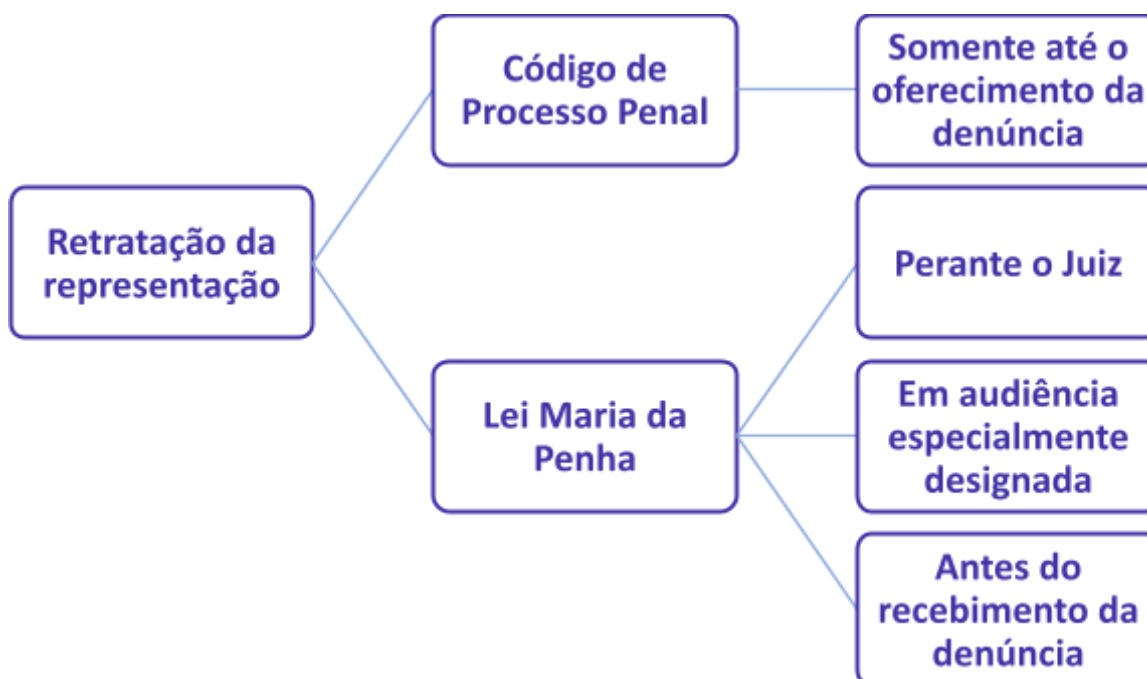 Retratação da
representação
Código de
Processo Penal
Somente até o
oferecimento da
denúncia
Lei Maria da
Penha
Perante o Juiz
Em audiência
especialmente
designada
Antes do
recebimento da
denúncia